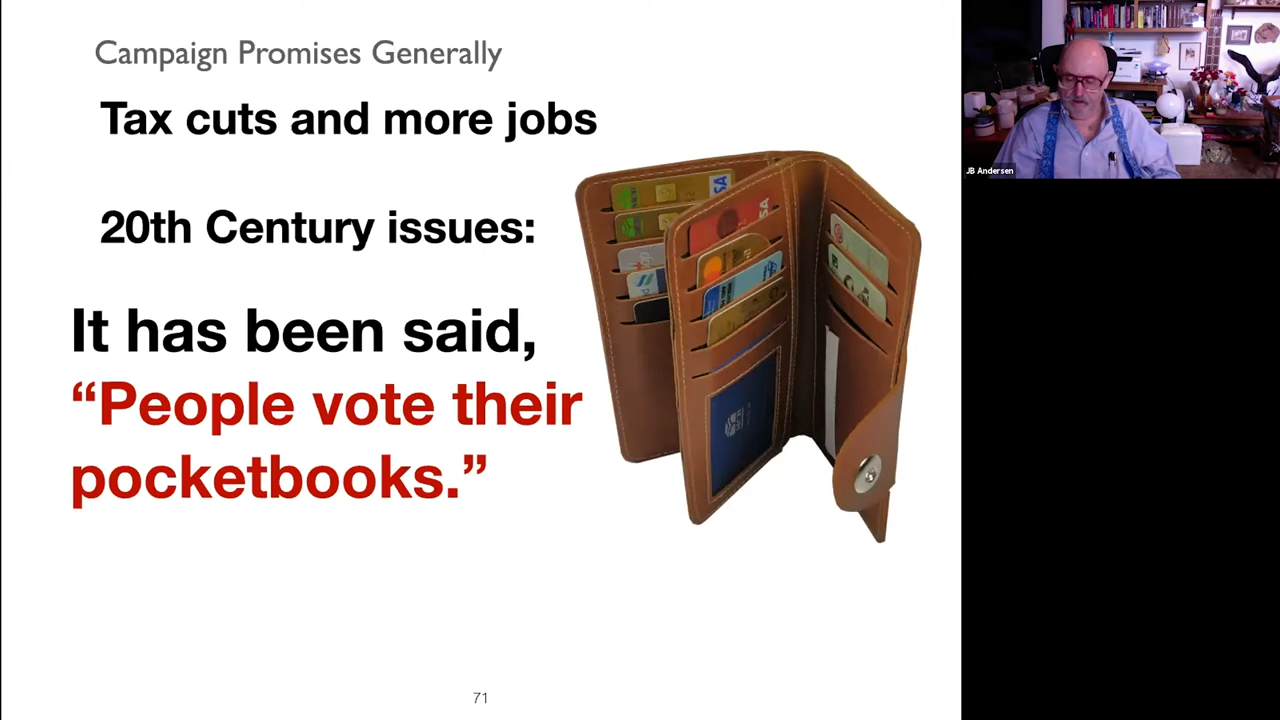 Campaign Promises Generally
Tax cuts and more jobs
20th Century issues:
It has been said,
“People vote their
pocketbooks.”
71
JB Andersen